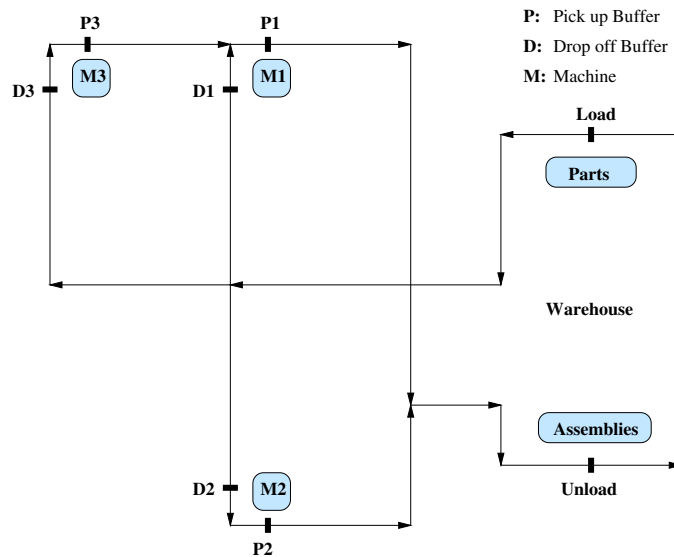 P3
P1
P: Pick up Buffer
D: Drop off Buffer
M: Machine
M3
M1
D3
D1
Load
Parts
Warehouse
Assemblies
D2
M2
Unload
P2